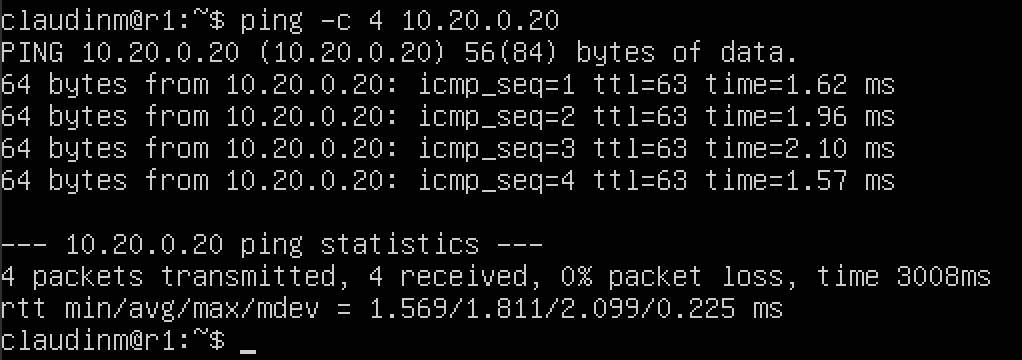 claudinm@r1:~$ ping -c 4 10.20.0.20
PING 10.20.0.20 (10.20.0.20) 56(84) bytes of data.
64 bytes from 10.20.0.20: icmp_seq=1 ttl=63 time=1.62 ms
64 bytes from 10.20.0.20: icmp_seq=2 ttl=63 time=1.96 ms
64 bytes from 10.20.0.20: icmp_seq=3 ttl=63 time=2.10 ms
64 bytes from 10.20.0.20: icmp_seq=4 ttl=63 time=1.57 ms

--- 10.20.0.20 ping statistics ---
4 packets transmitted, 4 received, 0% packet loss, time 3008ms
rtt min/avg/max/mdev = 1.569/1.811/2.099/0.225 ms
claudinm@r1:~$ _